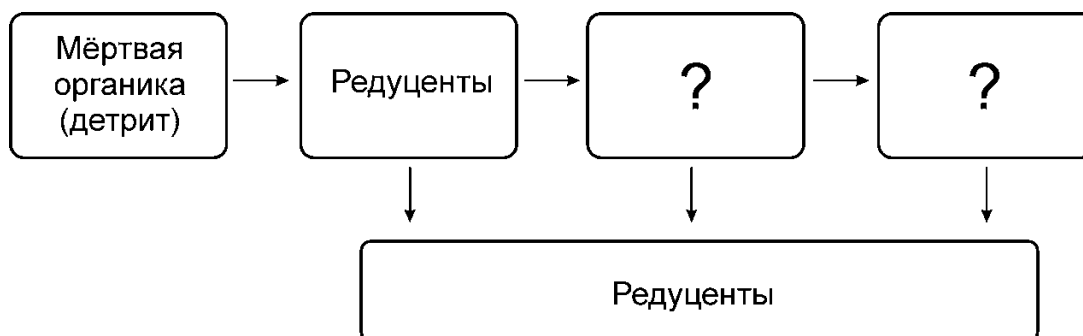 Мёртвая
органика
(детрит)
Редуценты
?
?
Редуценты